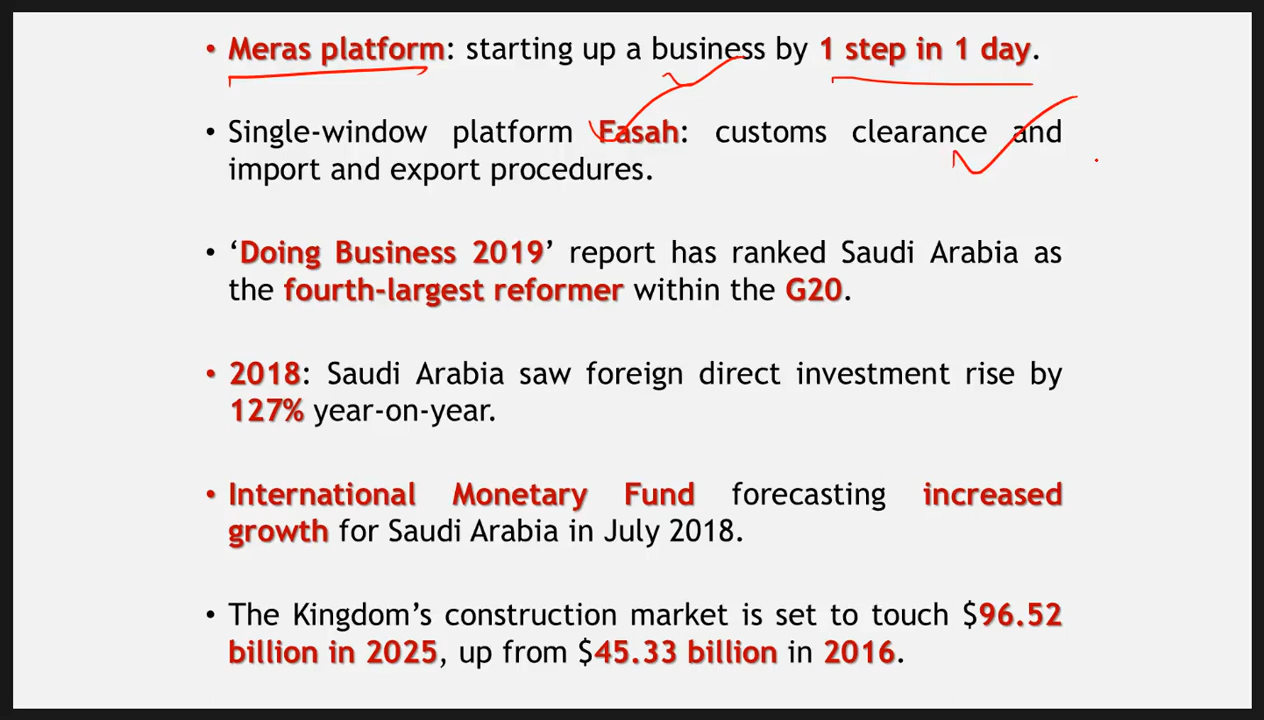 • Meras platform: starting up a business by 1 step in 1 day.
• Single-window platform Fasah: customs clearance and
import and export procedures.
• ‘Doing Business 2019’ report has ranked Saudi Arabia as
the fourth-largest reformer within the G20.
• 2018: Saudi Arabia saw foreign direct investment rise by
127% year-on-year.
• International Monetary Fund forecasting increased
growth for Saudi Arabia in July 2018.
• The Kingdom’s construction market is set to touch $96.52
billion in 2025, up from $45.33 billion in 2016.